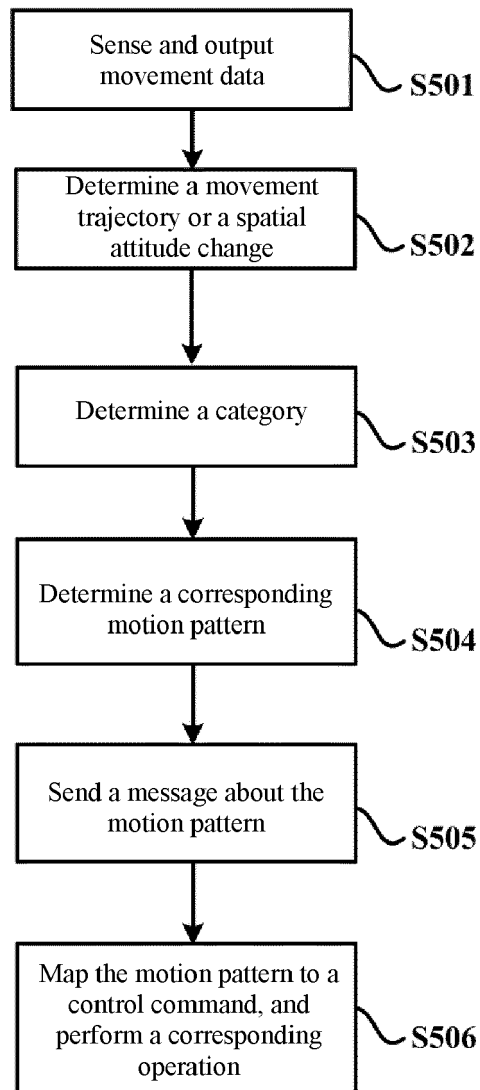 Sense and output
movement data
S501
Determine a movement
trajectory or a spatial
attitude change
S502
Determine a category
S503
Determine a corresponding
motion pattern
S504
Send a message about the
motion pattern
S505
Map the motion pattern to a
control command, and
perform a corresponding
operation
S506